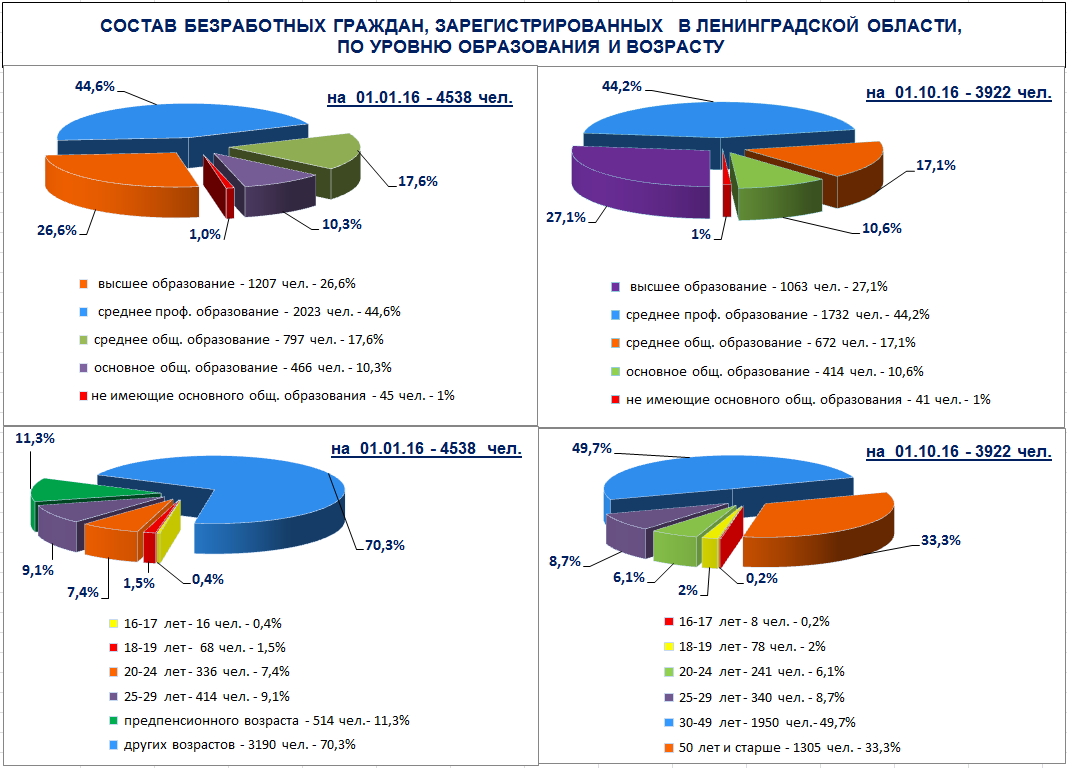 СОСТАВ БЕЗРАБОТНЫХ ГРАЖДАН, ЗАРЕГИСТРИРОВАННЫХ В ЛЕНИНГРАДСКОЙ ОБЛАСТИ,
ПО УРОВНЮ ОБРАЗОВАНИЯ И ВОЗРАСТУ
на 01.01.16 - 4538 чел.
44,6%
17,6%
10,3%
1,0%
26,6%
высшее образование - 1207 чел. - 26,6%
среднее проф. образование - 2023 чел. - 44,6%
среднее общ. образование - 797 чел. - 17,6%
основное общ. образование - 466 чел. - 10,3%
не имеющие основного общ. образования - 45 чел. - 1%
на 01.10.16 - 3922 чел.
44,2%
17,1%
10,6%
1%
27,1%
высшее образование - 1063 чел. - 27,1%
среднее проф. образование - 1732 чел. - 44,2%
среднее общ. образование - 672 чел. - 17,1%
основное общ. образование - 414 чел. - 10,6%
не имеющие основного общ. образования - 41 чел. - 1%
на 01.01.16 - 4538 чел.
11,3%
70,3%
9,1%
7,4%
1,5%
0,4%
16-17 лет - 16 чел. - 0,4%
18-19 лет - 68 чел. - 1,5%
20-24 лет - 336 чел. - 7,4%
25-29 лет - 414 чел. - 9,1%
предпенсионного возраста - 514 чел.- 11,3%
других возрастов - 3190 чел. - 70,3%
на 01.10.16 - 3922 чел.
49,7%
33,3%
8,7%
6,1%
2%
0,2%
16-17 лет - 8 чел. - 0,2%
18-19 лет - 78 чел. - 2%
20-24 лет - 241 чел. - 6,1%
25-29 лет - 340 чел. - 8,7%
30-49 лет - 1950 чел.- 49,7%
50 лет и старше - 1305 чел. - 33,3%